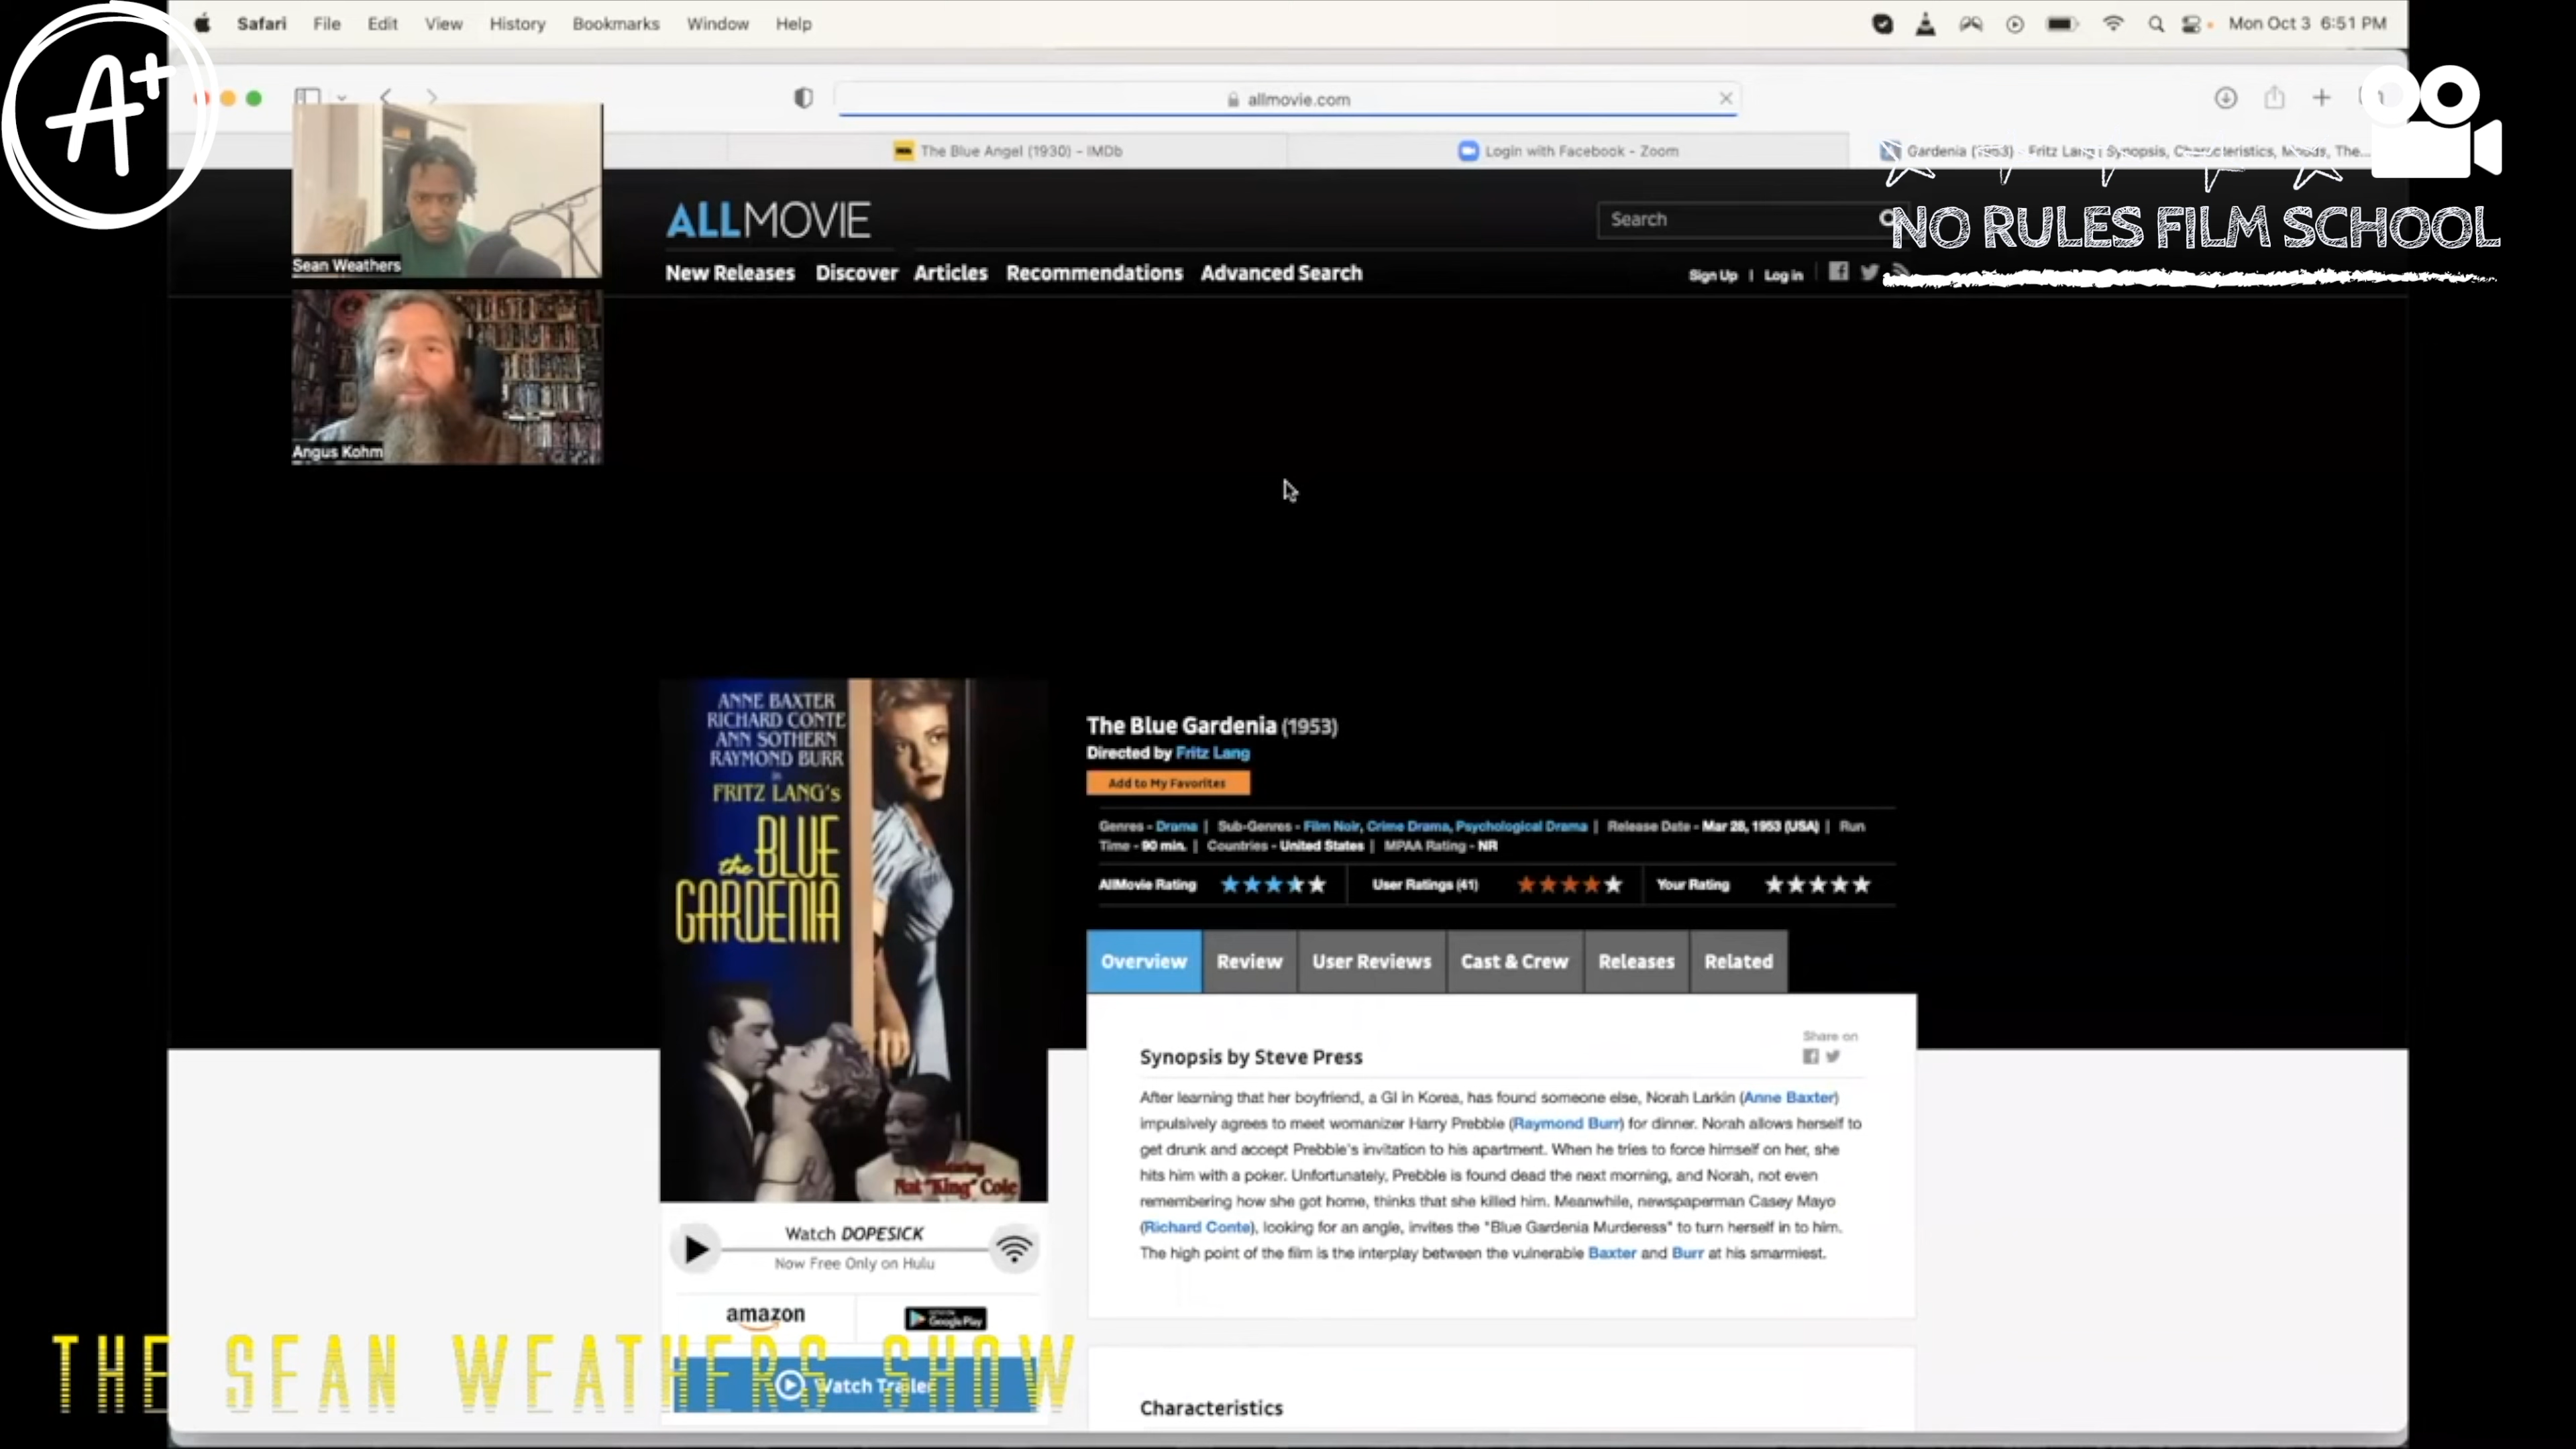 Safari File Edit View History Bookmarks Window Help Mon Oct 3 6:51 PM
A+
allmovie.com
The Blue Angel (1930) - IMDb
Login with Facebook - Zoom
Gardenia (1953) - Fritz Lang | Synopsis, Characteristics, Moods, The...
NO RULES FILM SCHOOL
Sean Weathers
Angus Kohm
ALLMOVIE
Search
New Releases Discover Articles Recommendations Advanced Search
Sign Up | Log in
ANNE BAXTER
RICHARD CONTE
ANN SOTHERN
RAYMOND BURR
in
FRITZ LANG's
the BLUE
GARDENIA
Nat "King" Cole
The Blue Gardenia (1953)
Directed by Fritz Lang
Add to My Favorites
Genres - Drama | Sub-Genres - Film Noir, Crime Drama, Psychological Drama | Release Date - Mar 28, 1953 (USA) | Run
Time - 90 min. | Countries - United States | MPAA Rating - NR
AllMovie Rating User Ratings (41) Your Rating
Overview Review User Reviews Cast & Crew Releases Related
Share on
Synopsis by Steve Press
After learning that her boyfriend, a GI in Korea, has found someone else, Norah Larkin (Anne Baxter)
impulsively agrees to meet womanizer Harry Prebble (Raymond Burr) for dinner. Norah allows herself to
get drunk and accept Prebble's invitation to his apartment. When he tries to force himself on her, she
hits him with a poker. Unfortunately, Prebble is found dead the next morning, and Norah, not even
remembering how she got home, thinks that she killed him. Meanwhile, newspaperman Casey Mayo
(Richard Conte), looking for an angle, invites the "Blue Gardenia Murderess" to turn herself in to him.
The high point of the film is the interplay between the vulnerable Baxter and Burr at his smarmiest.
Characteristics
Watch DOPESICK
Now Free Only on Hulu
amazon
Google Play
Watch Trailer
THE SEAN WEATHERS SHOW